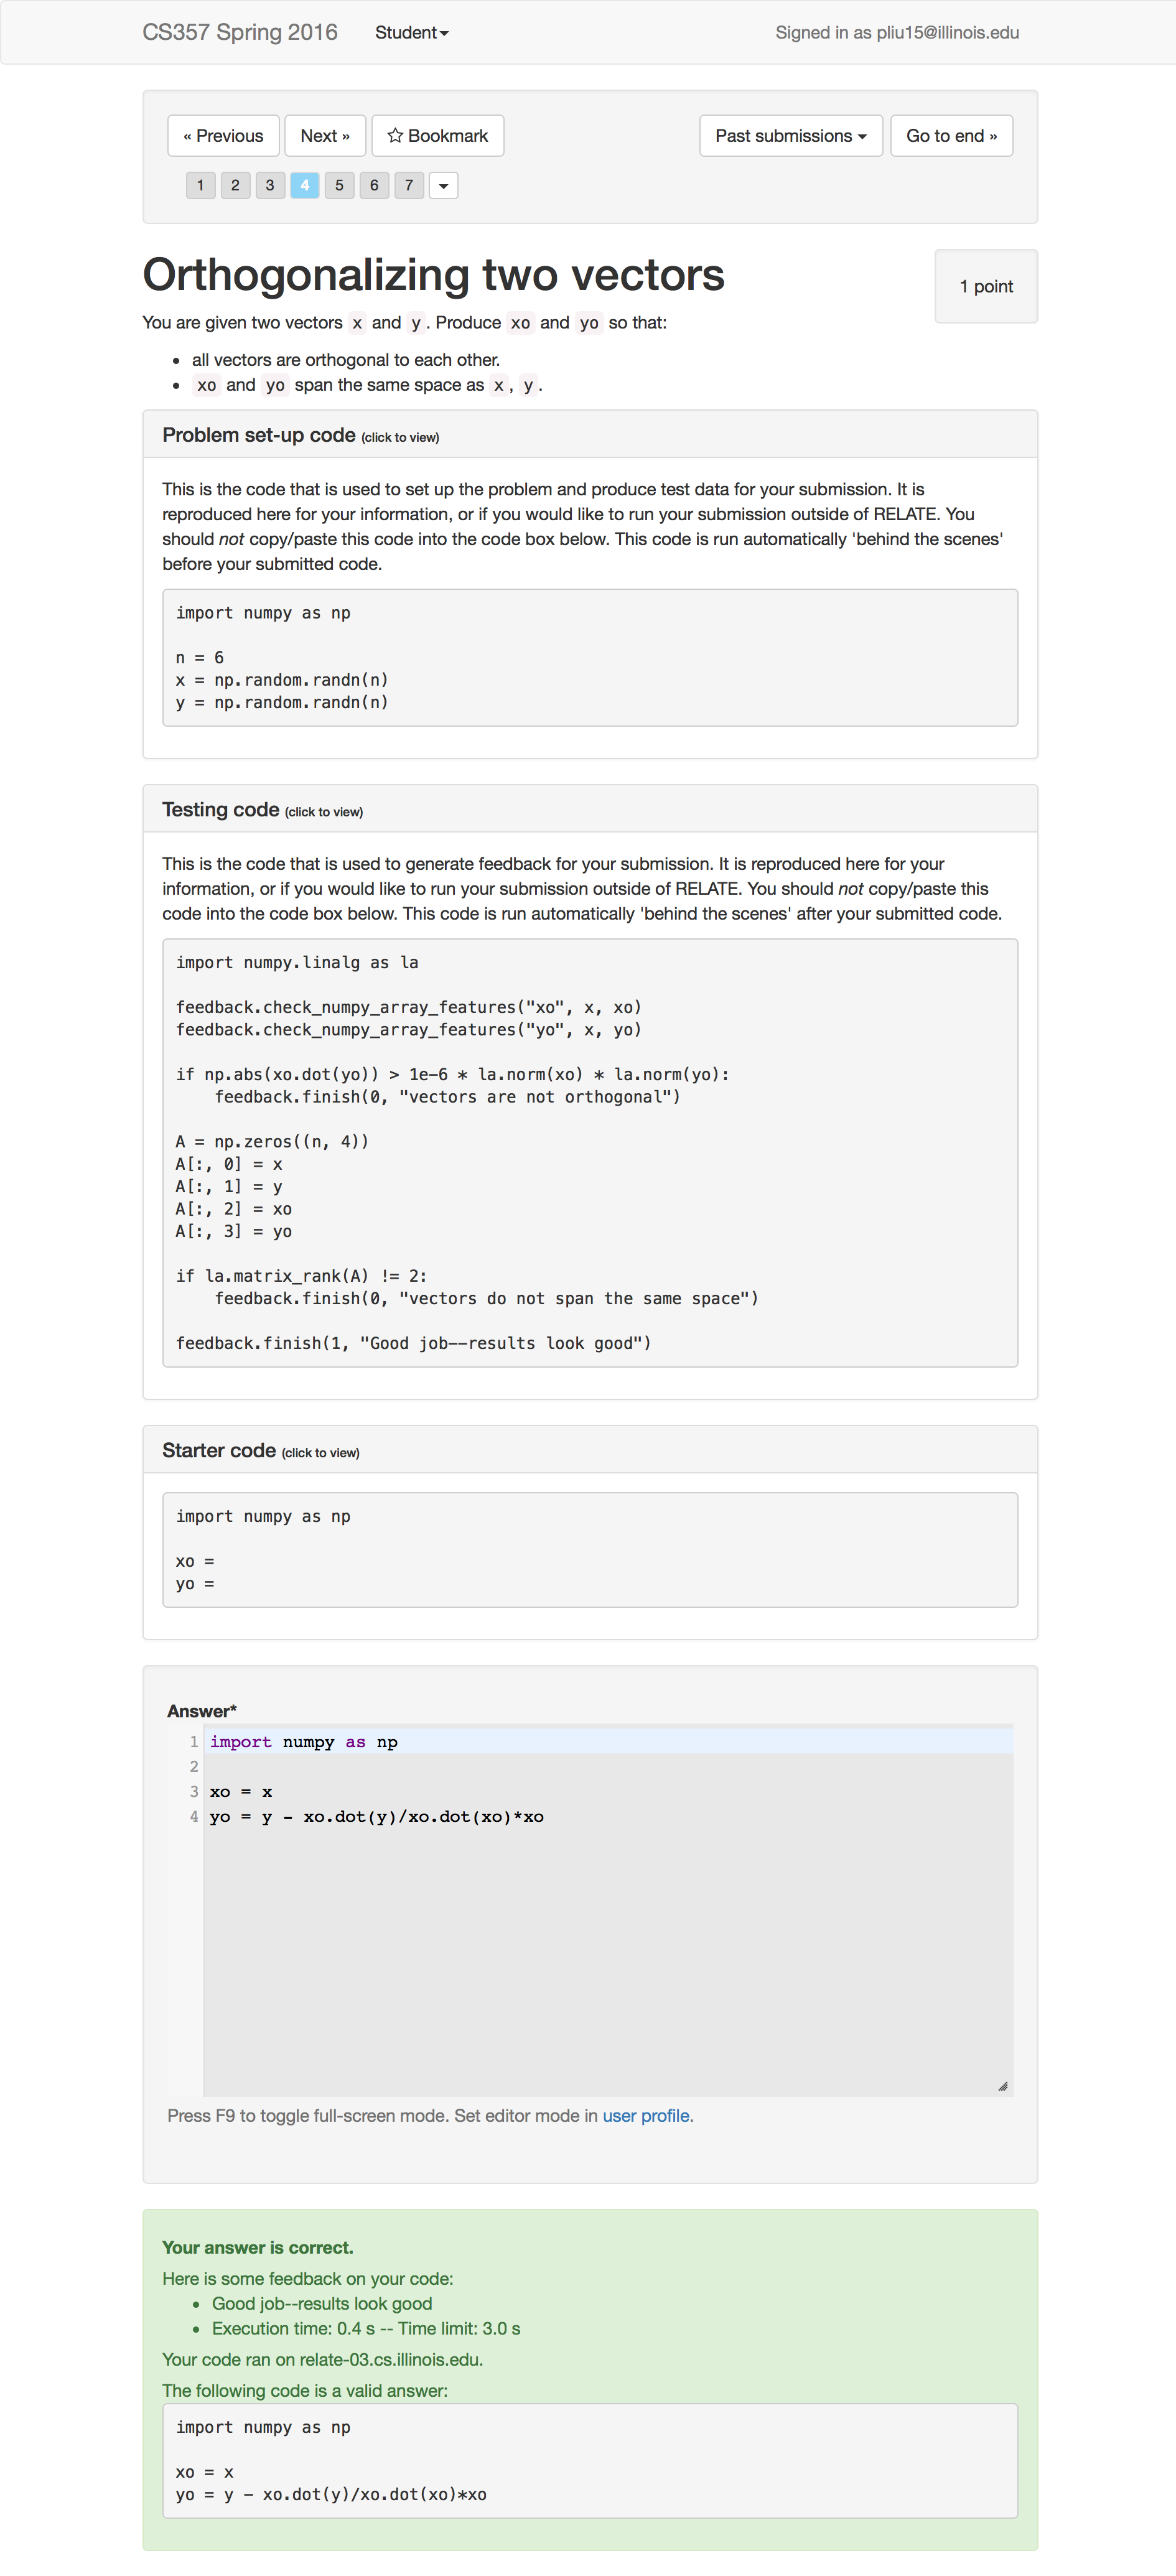 CS357 Spring 2016 Student Signed in as pliu15@illinois.edu
« Previous Next » Bookmark Past submissions Go to end »
1 2 3 4 5 6 7
Orthogonalizing two vectors
1 point
You are given two vectors x and y. Produce xo and yo so that:
• all vectors are orthogonal to each other.
• xo and yo span the same space as x, y.
Problem set-up code (click to view)
This is the code that is used to set up the problem and produce test data for your submission. It is
reproduced here for your information, or if you would like to run your submission outside of RELATE. You
should not copy/paste this code into the code box below. This code is run automatically 'behind the scenes'
before your submitted code.
import numpy as np
n = 6
x = np.random.randn(n)
y = np.random.randn(n)
Testing code (click to view)
This is the code that is used to generate feedback for your submission. It is reproduced here for your
information, or if you would like to run your submission outside of RELATE. You should not copy/paste this
code into the code box below. This code is run automatically 'behind the scenes' after your submitted code.
import numpy.linalg as la
feedback.check_numpy_array_features("xo", x, xo)
feedback.check_numpy_array_features("yo", x, yo)
if np.abs(xo.dot(yo)) > 1e-6 * la.norm(xo) * la.norm(yo):
    feedback.finish(0, "vectors are not orthogonal")
A = np.zeros((n, 4))
A[:, 0] = x
A[:, 1] = y
A[:, 2] = xo
A[:, 3] = yo
if la.matrix_rank(A) != 2:
    feedback.finish(0, "vectors do not span the same space")
feedback.finish(1, "Good job--results look good")
Starter code (click to view)
import numpy as np
xo =
yo =
Answer*
1 import numpy as np
2
3 xo = x
4 yo = y - xo.dot(y)/xo.dot(xo)*xo
Press F9 to toggle full-screen mode. Set editor mode in user profile.
Your answer is correct.
Here is some feedback on your code:
• Good job--results look good
• Execution time: 0.4 s -- Time limit: 3.0 s
Your code ran on relate-03.cs.illinois.edu.
The following code is a valid answer:
import numpy as np
xo = x
yo = y - xo.dot(y)/xo.dot(xo)*xo